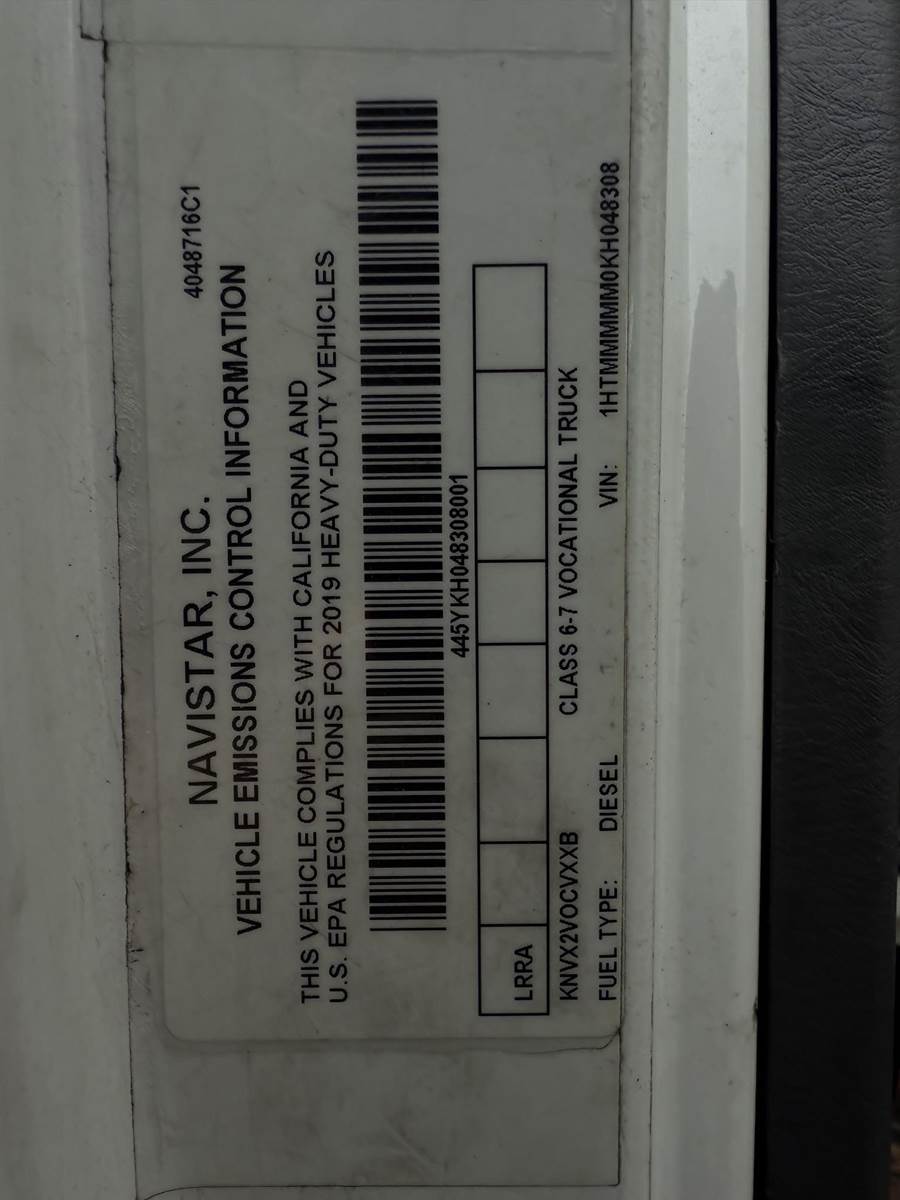 4048716C1
NAVISTAR, INC.
VEHICLE EMISSIONS CONTROL INFORMATION
THIS VEHICLE COMPLIES WITH CALIFORNIA AND
U.S. EPA REGULATIONS FOR 2019 HEAVY-DUTY VEHICLES
445YKH048308001
LRRA
KNVX2VOCVXXB CLASS 6-7 VOCATIONAL TRUCK
FUEL TYPE: DIESEL VIN: 1HTMMMMM0KH048308